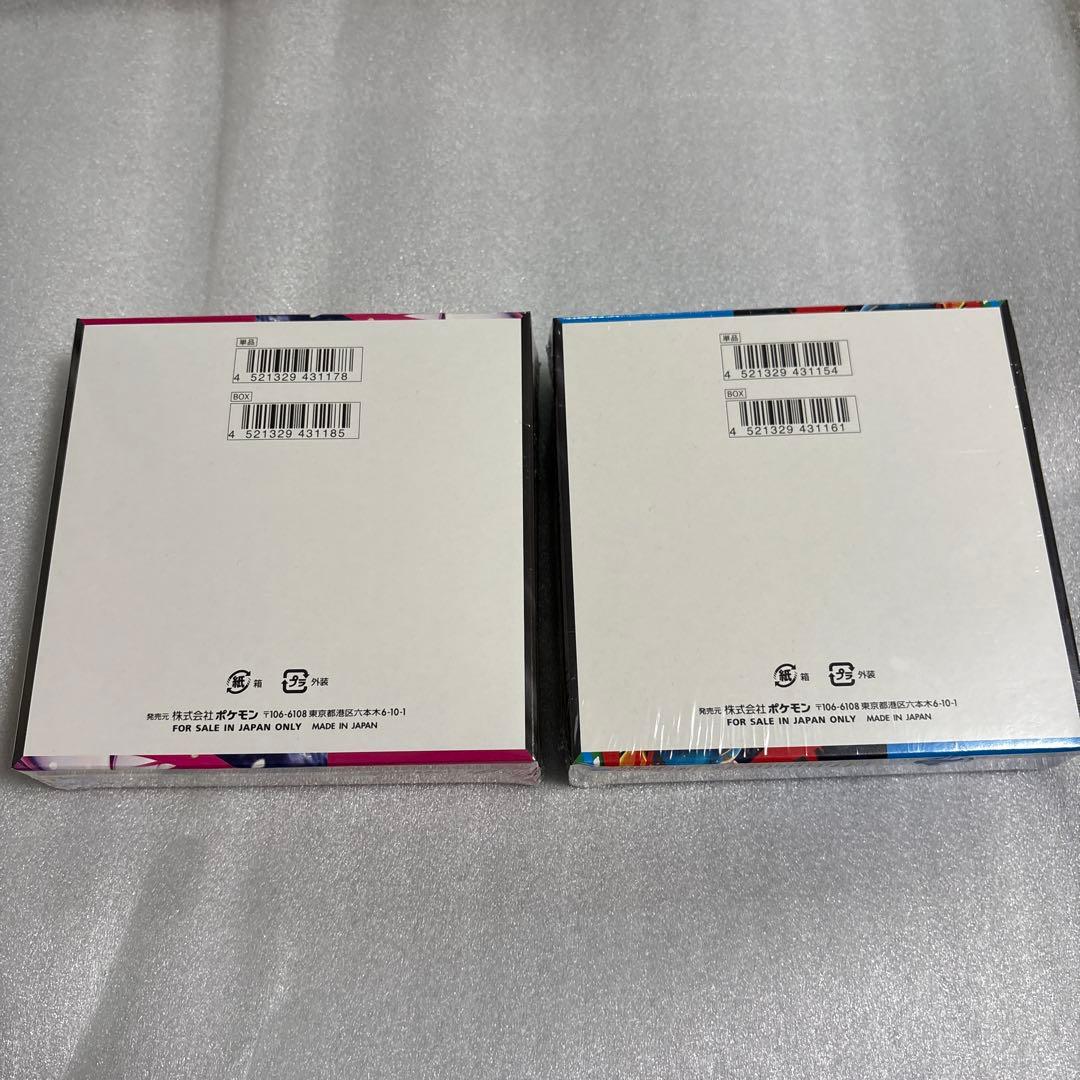 単品
4 521329 431178
BOX
4 521329 431185
紙 箱 プラ 外装
発売元 株式会社 ポケモン 〒106-6108 東京都港区六本木6-10-1
FOR SALE IN JAPAN ONLY MADE IN JAPAN
単品
4 521329 431154
BOX
4 521329 431161
紙 箱 プラ 外装
発売元 株式会社 ポケモン 〒106-6108 東京都港区六本木6-10-1
FOR SALE IN JAPAN ONLY MADE IN JAPAN